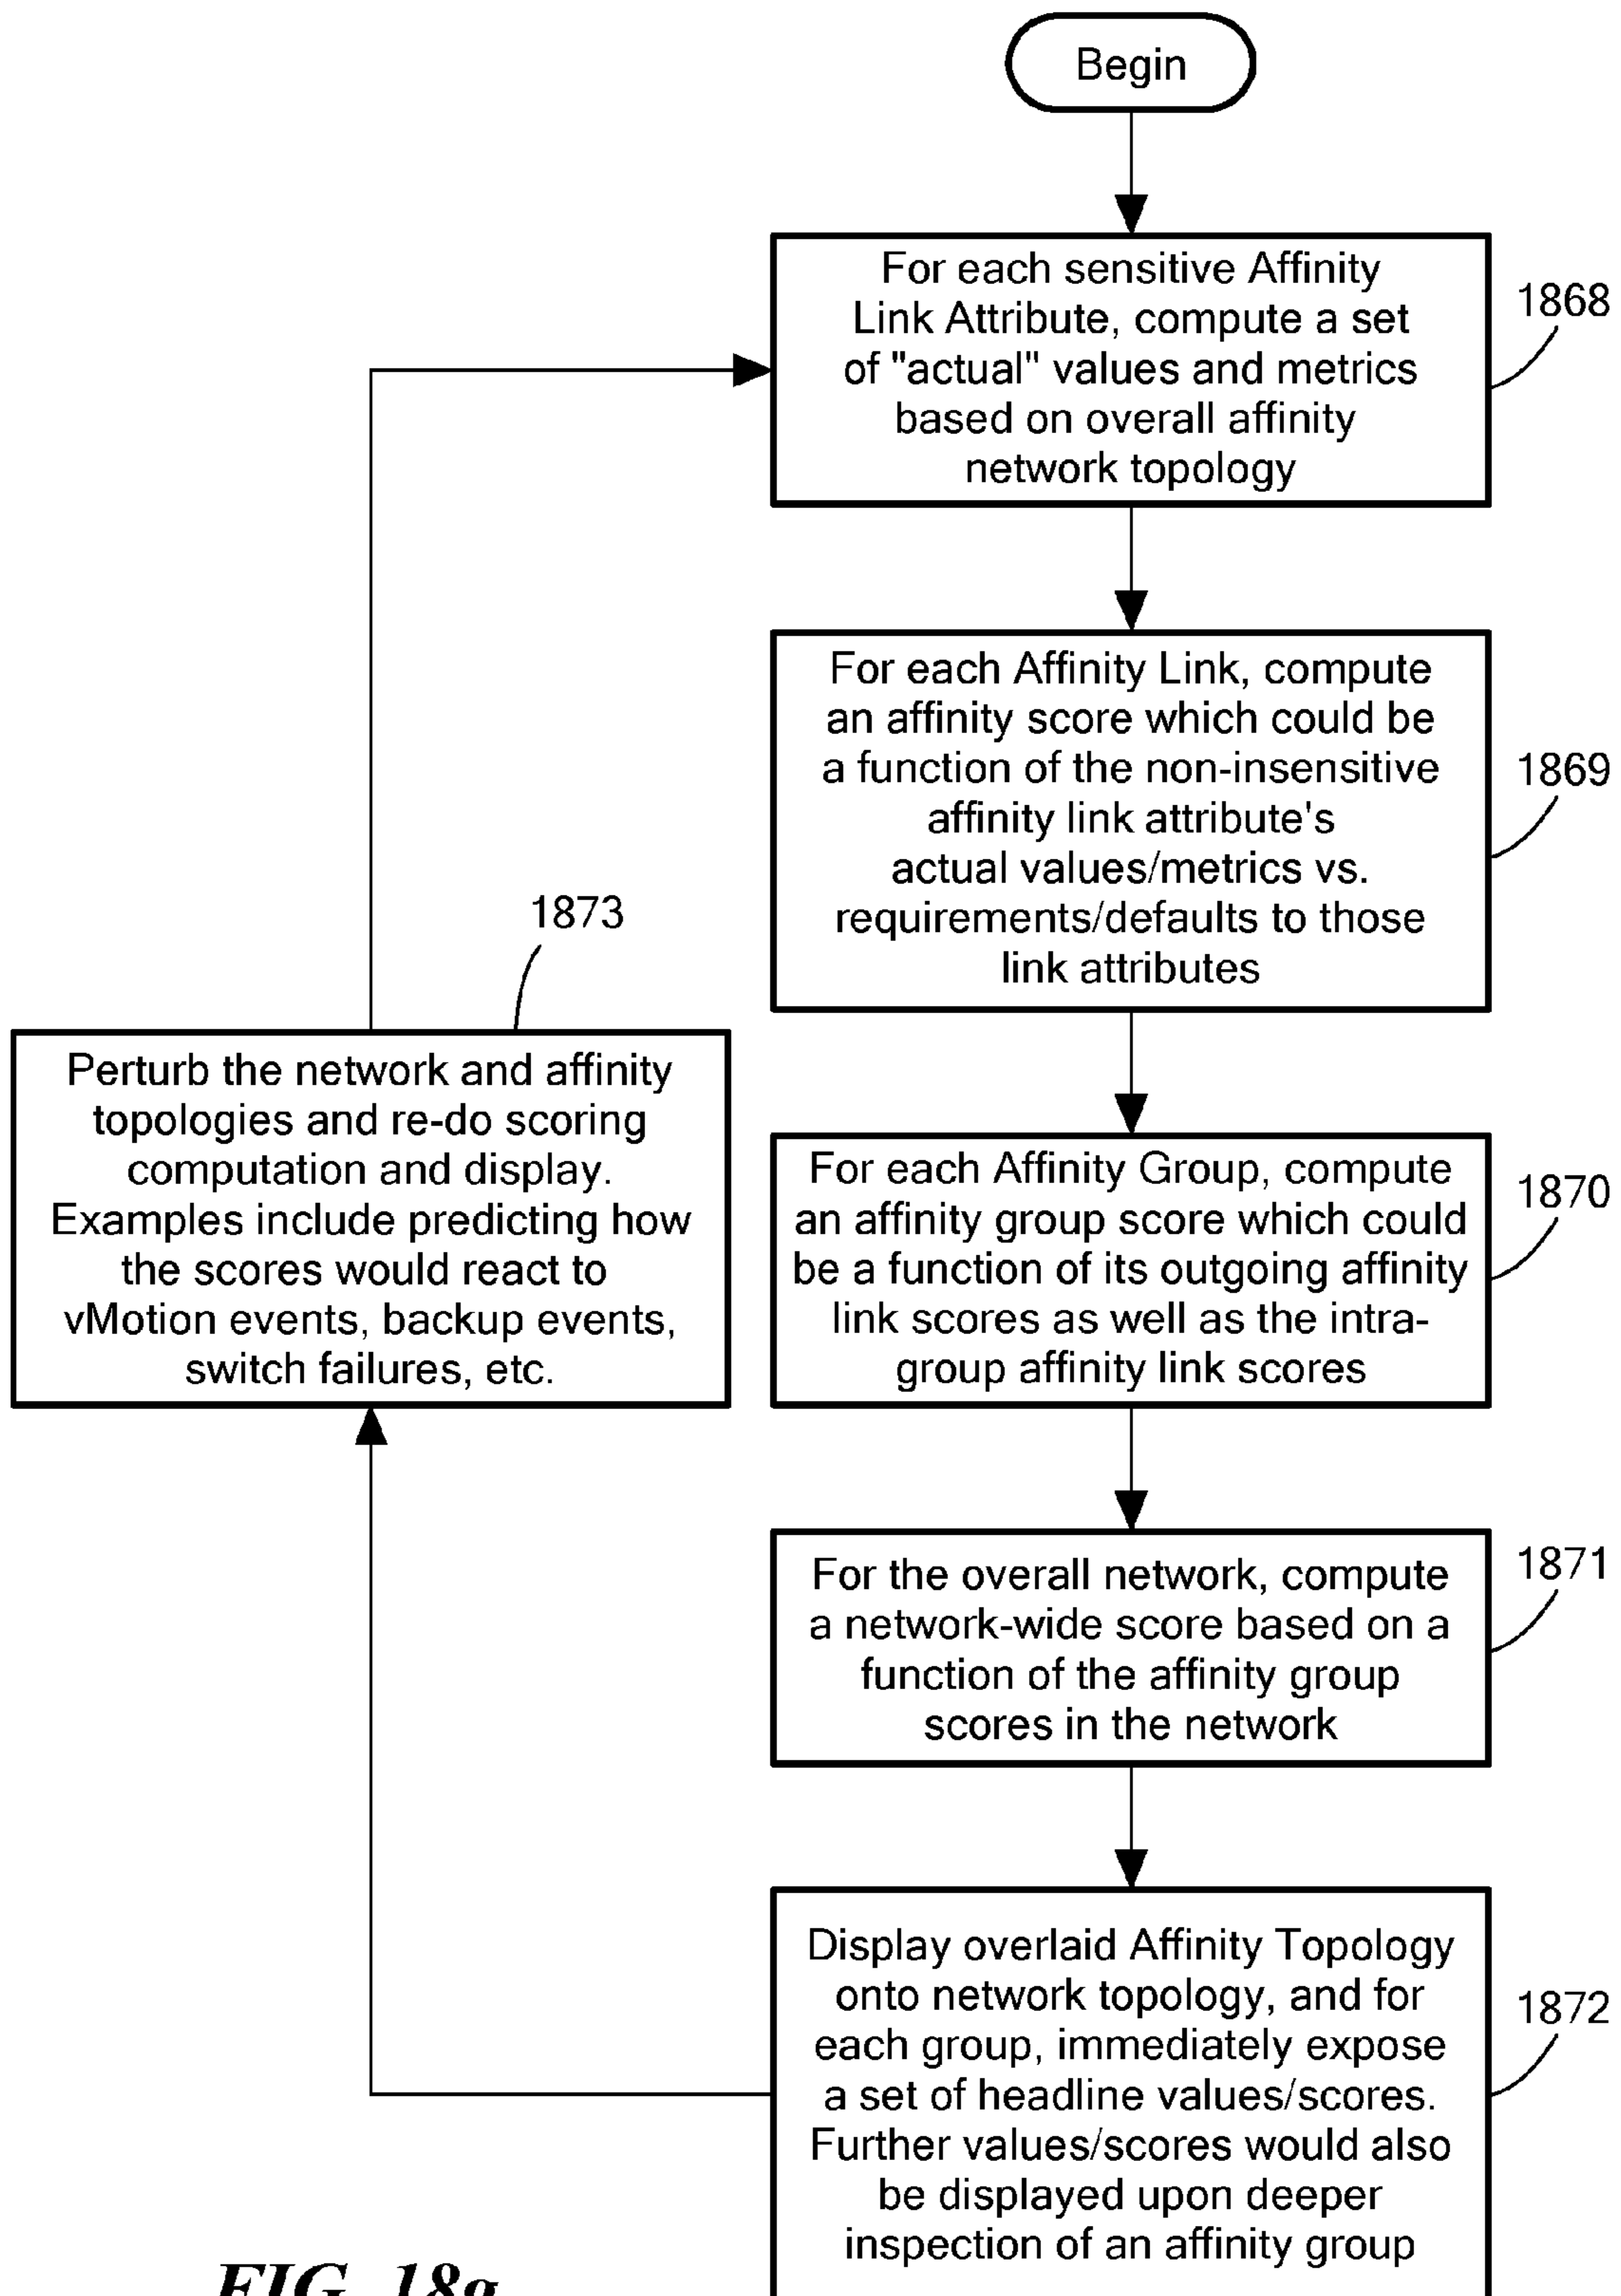 Begin
For each sensitive Affinity
Link Attribute, compute a set
of "actual" values and metrics
based on overall affinity
network topology
1868
For each Affinity Link, compute
an affinity score which could be
a function of the non-insensitive
affinity link attribute's
actual values/metrics vs.
requirements/defaults to those
link attributes
1869
1873
Perturb the network and affinity
topologies and re-do scoring
computation and display.
Examples include predicting how
the scores would react to
vMotion events, backup events,
switch failures, etc.
For each Affinity Group, compute
an affinity group score which could
be a function of its outgoing affinity
link scores as well as the intra-
group affinity link scores
1870
For the overall network, compute
a network-wide score based on a
function of the affinity group
scores in the network
1871
Display overlaid Affinity Topology
onto network topology, and for
each group, immediately expose
a set of headline values/scores.
Further values/scores would also
be displayed upon deeper
inspection of an affinity group
1872
FIG. 18g